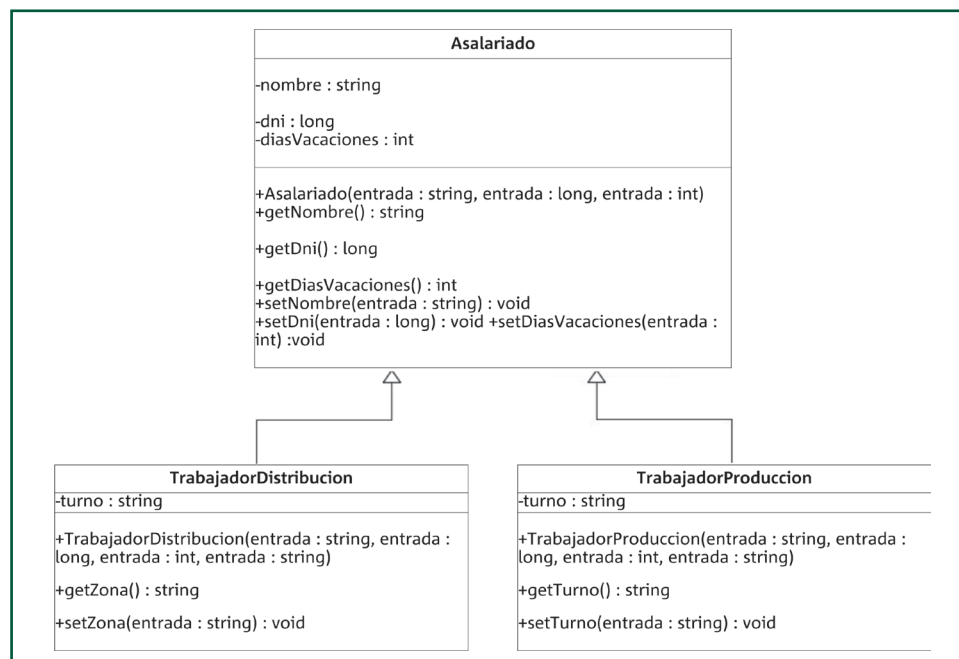 Asalariado
-nombre : string
-dni : long
-diasVacaciones : int
+Asalariado(entrada : string, entrada : long, entrada : int)
+getNombre() : string
+getDni() : long
+getDiasVacaciones() : int
+setNombre(entrada : string) : void
+setDni(entrada : long) : void +setDiasVacaciones(entrada :
int) :void
TrabajadorDistribucion
-turno : string
+TrabajadorDistribucion(entrada : string, entrada :
long, entrada : int, entrada : string)
+getZona() : string
+setZona(entrada : string) : void
TrabajadorProduccion
-turno : string
+TrabajadorProduccion(entrada : string, entrada :
long, entrada : int, entrada : string)
+getTurno() : string
+setTurno(entrada : string) : void